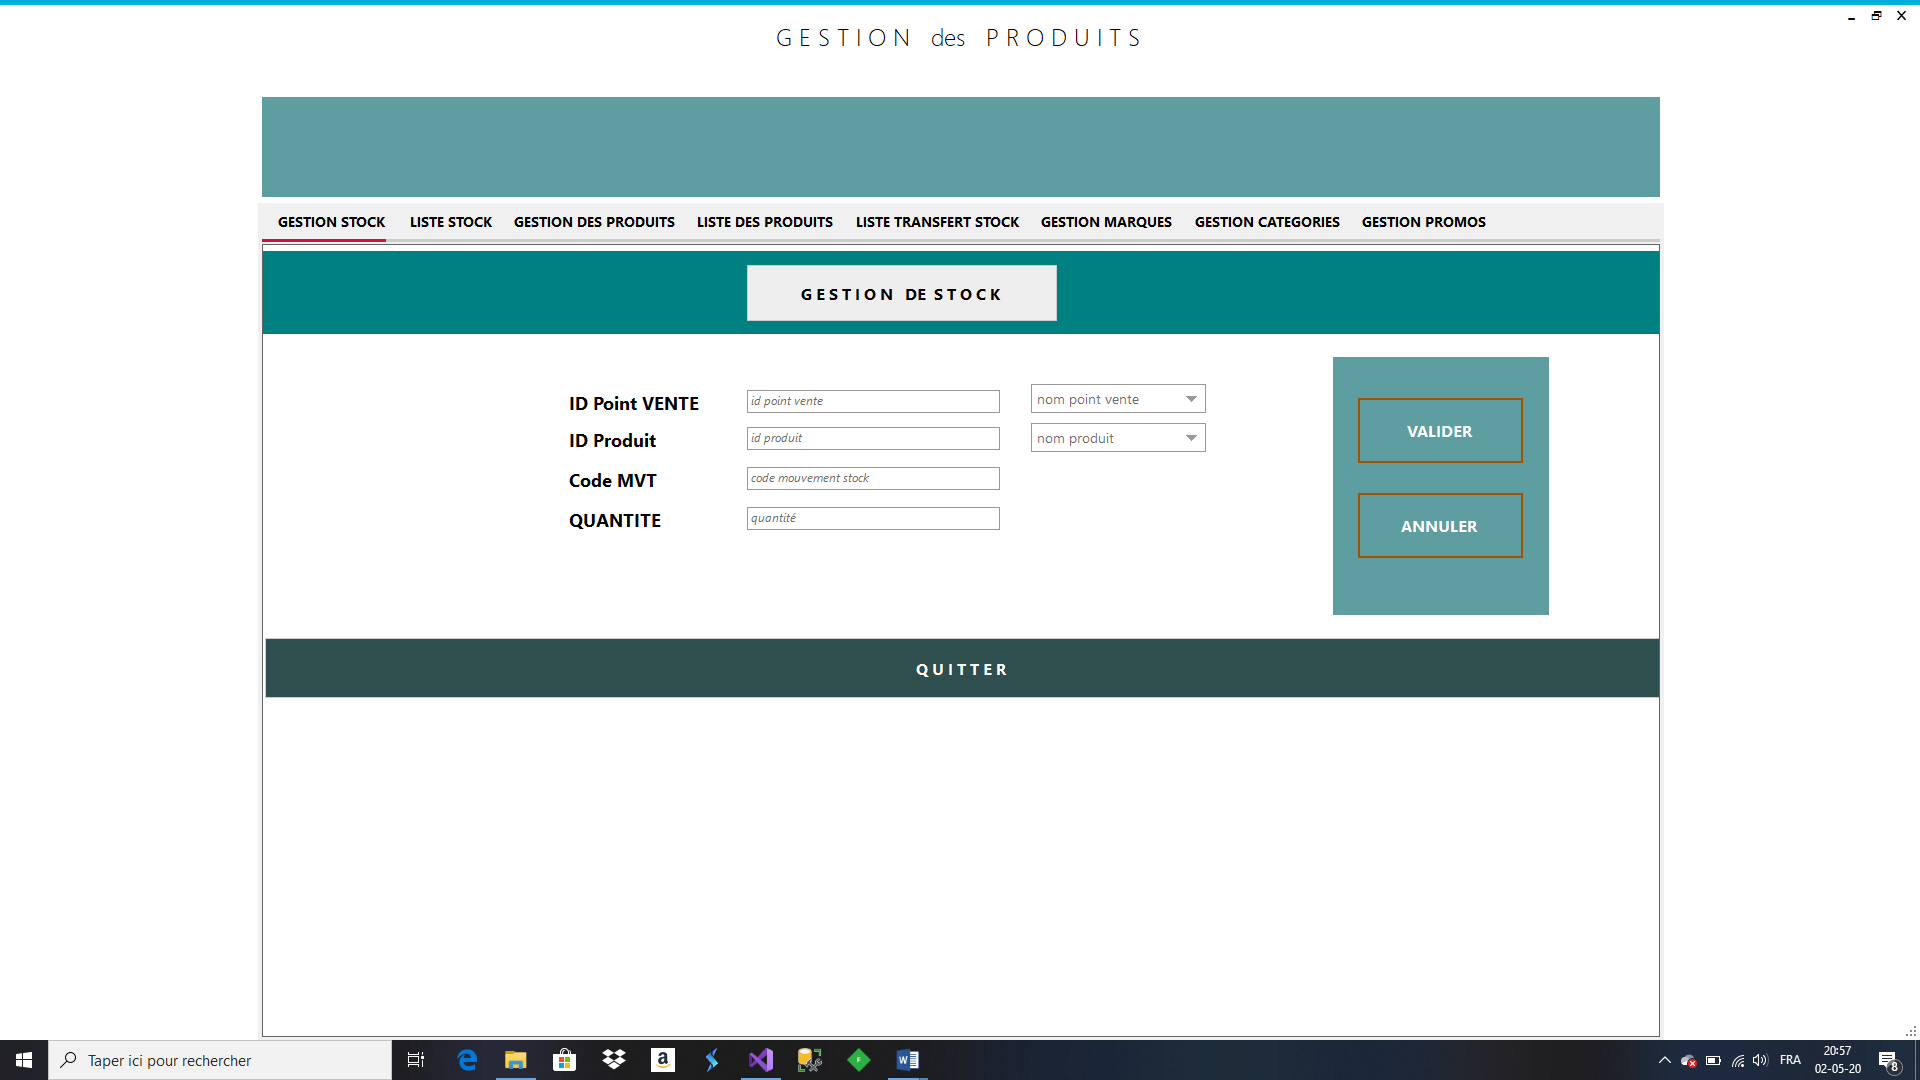 GESTION des PRODUITS
GESTION STOCK LISTE STOCK GESTION DES PRODUITS LISTE DES PRODUITS LISTE TRANSFERT STOCK GESTION MARQUES GESTION CATEGORIES GESTION PROMOS
GESTION DE STOCK
ID Point VENTE id point vente nom point vente
ID Produit id produit nom produit
Code MVT code mouvement stock
QUANTITE quantité
VALIDER
ANNULER
QUITTER
Taper ici pour rechercher
FRA
20:57
02-05-20
8